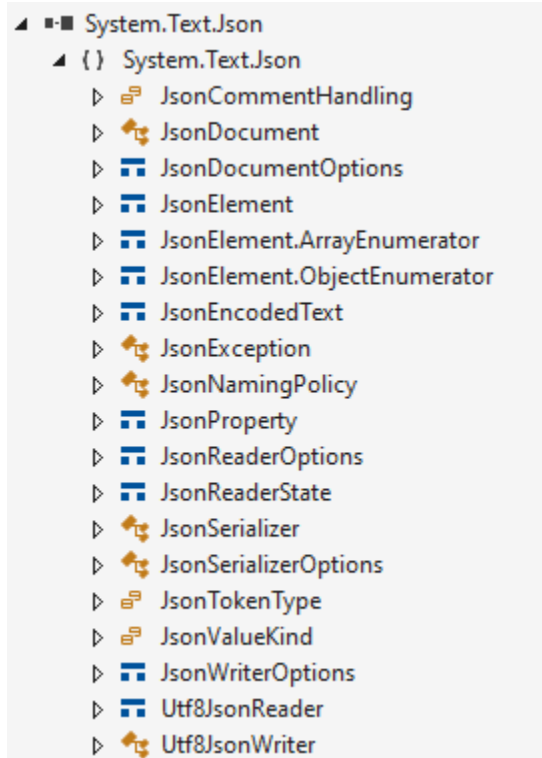 System.Text.Json
{ } System.Text.Json
JsonCommentHandling
JsonDocument
JsonDocumentOptions
JsonElement
JsonElement.ArrayEnumerator
JsonElement.ObjectEnumerator
JsonEncodedText
JsonException
JsonNamingPolicy
JsonProperty
JsonReaderOptions
JsonReaderState
JsonSerializer
JsonSerializerOptions
JsonTokenType
JsonValueKind
JsonWriterOptions
Utf8JsonReader
Utf8JsonWriter